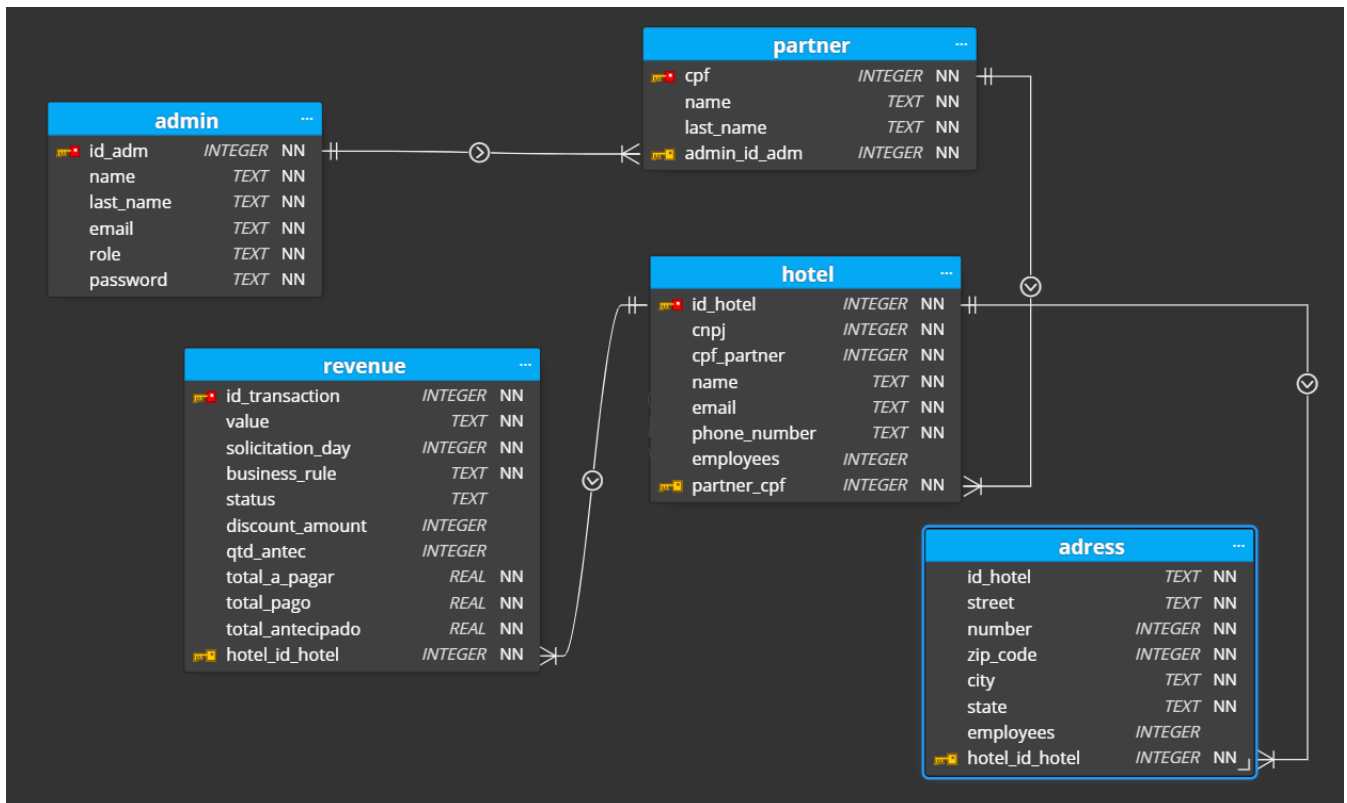 partner ...
cpf INTEGER NN
name TEXT NN
last_name TEXT NN
admin_id_adm INTEGER NN
admin ...
id_adm INTEGER NN
name TEXT NN
last_name TEXT NN
email TEXT NN
role TEXT NN
password TEXT NN
hotel ...
id_hotel INTEGER NN
cnpj INTEGER NN
cpf_partner INTEGER NN
name TEXT NN
email TEXT NN
phone_number TEXT NN
employees INTEGER
partner_cpf INTEGER NN
revenue ...
id_transaction INTEGER NN
value TEXT NN
solicitation_day INTEGER NN
business_rule TEXT NN
status TEXT
discount_amount INTEGER
qtd_antec INTEGER
total_a_pagar REAL NN
total_pago REAL NN
total_antecipado REAL NN
hotel_id_hotel INTEGER NN
adress ...
id_hotel TEXT NN
street TEXT NN
number INTEGER NN
zip_code INTEGER NN
city TEXT NN
state TEXT NN
employees INTEGER
hotel_id_hotel INTEGER NN